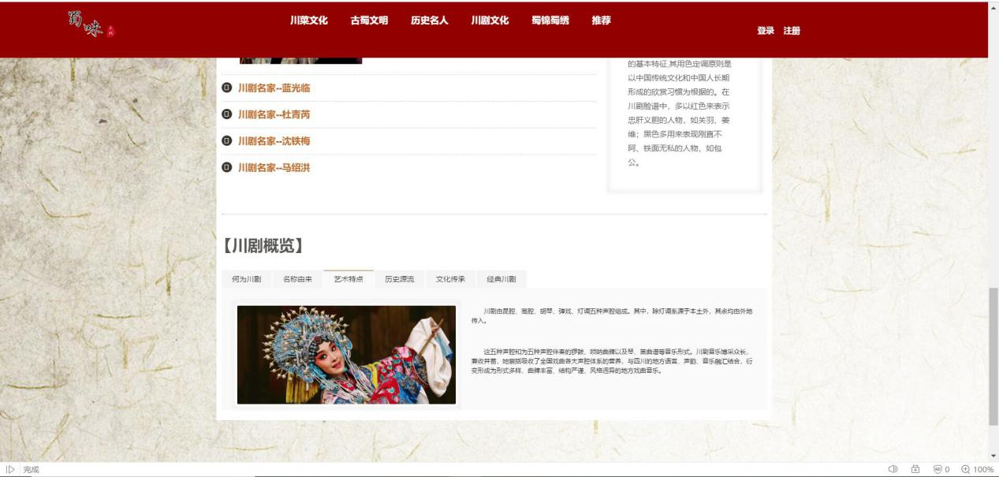 蜀味
川菜文化 古蜀文明 历史名人 川剧文化 蜀锦蜀绣 推荐
登录 注册
川剧名家--蓝光临
川剧名家--杜青芮
川剧名家--沈铁梅
川剧名家--马绍洪
的基本特征,其用色定调原则是
以中国传统文化和中国人长期
形成的欣赏习惯为根据的。在
川剧脸谱中，多以红色来表示
忠肝义胆的人物，如关羽、姜
维；黑色多用来表现刚直不
阿、铁面无私的人物，如包
公。
【川剧概览】
何为川剧 名称由来 艺术特点 历史源流 文化传承 经典川剧
川剧由昆腔、高腔、胡琴、弹戏、灯调五种声腔组成。其中，除灯调系源于本土外，其余均由外地
传入。
这五种声腔和为五种声腔伴奏的锣鼓、唢呐曲牌以及琴、笛曲谱等音乐形式。川剧音乐博采众长，
兼收并蓄，她囊括吸收了全国戏曲各大声腔体系的营养，与四川的地方语言、声韵、音乐融汇结合，衍
变形成为形式多样、曲牌丰富、结构严谨、风格迥异的地方戏曲音乐。
完成
0 100%